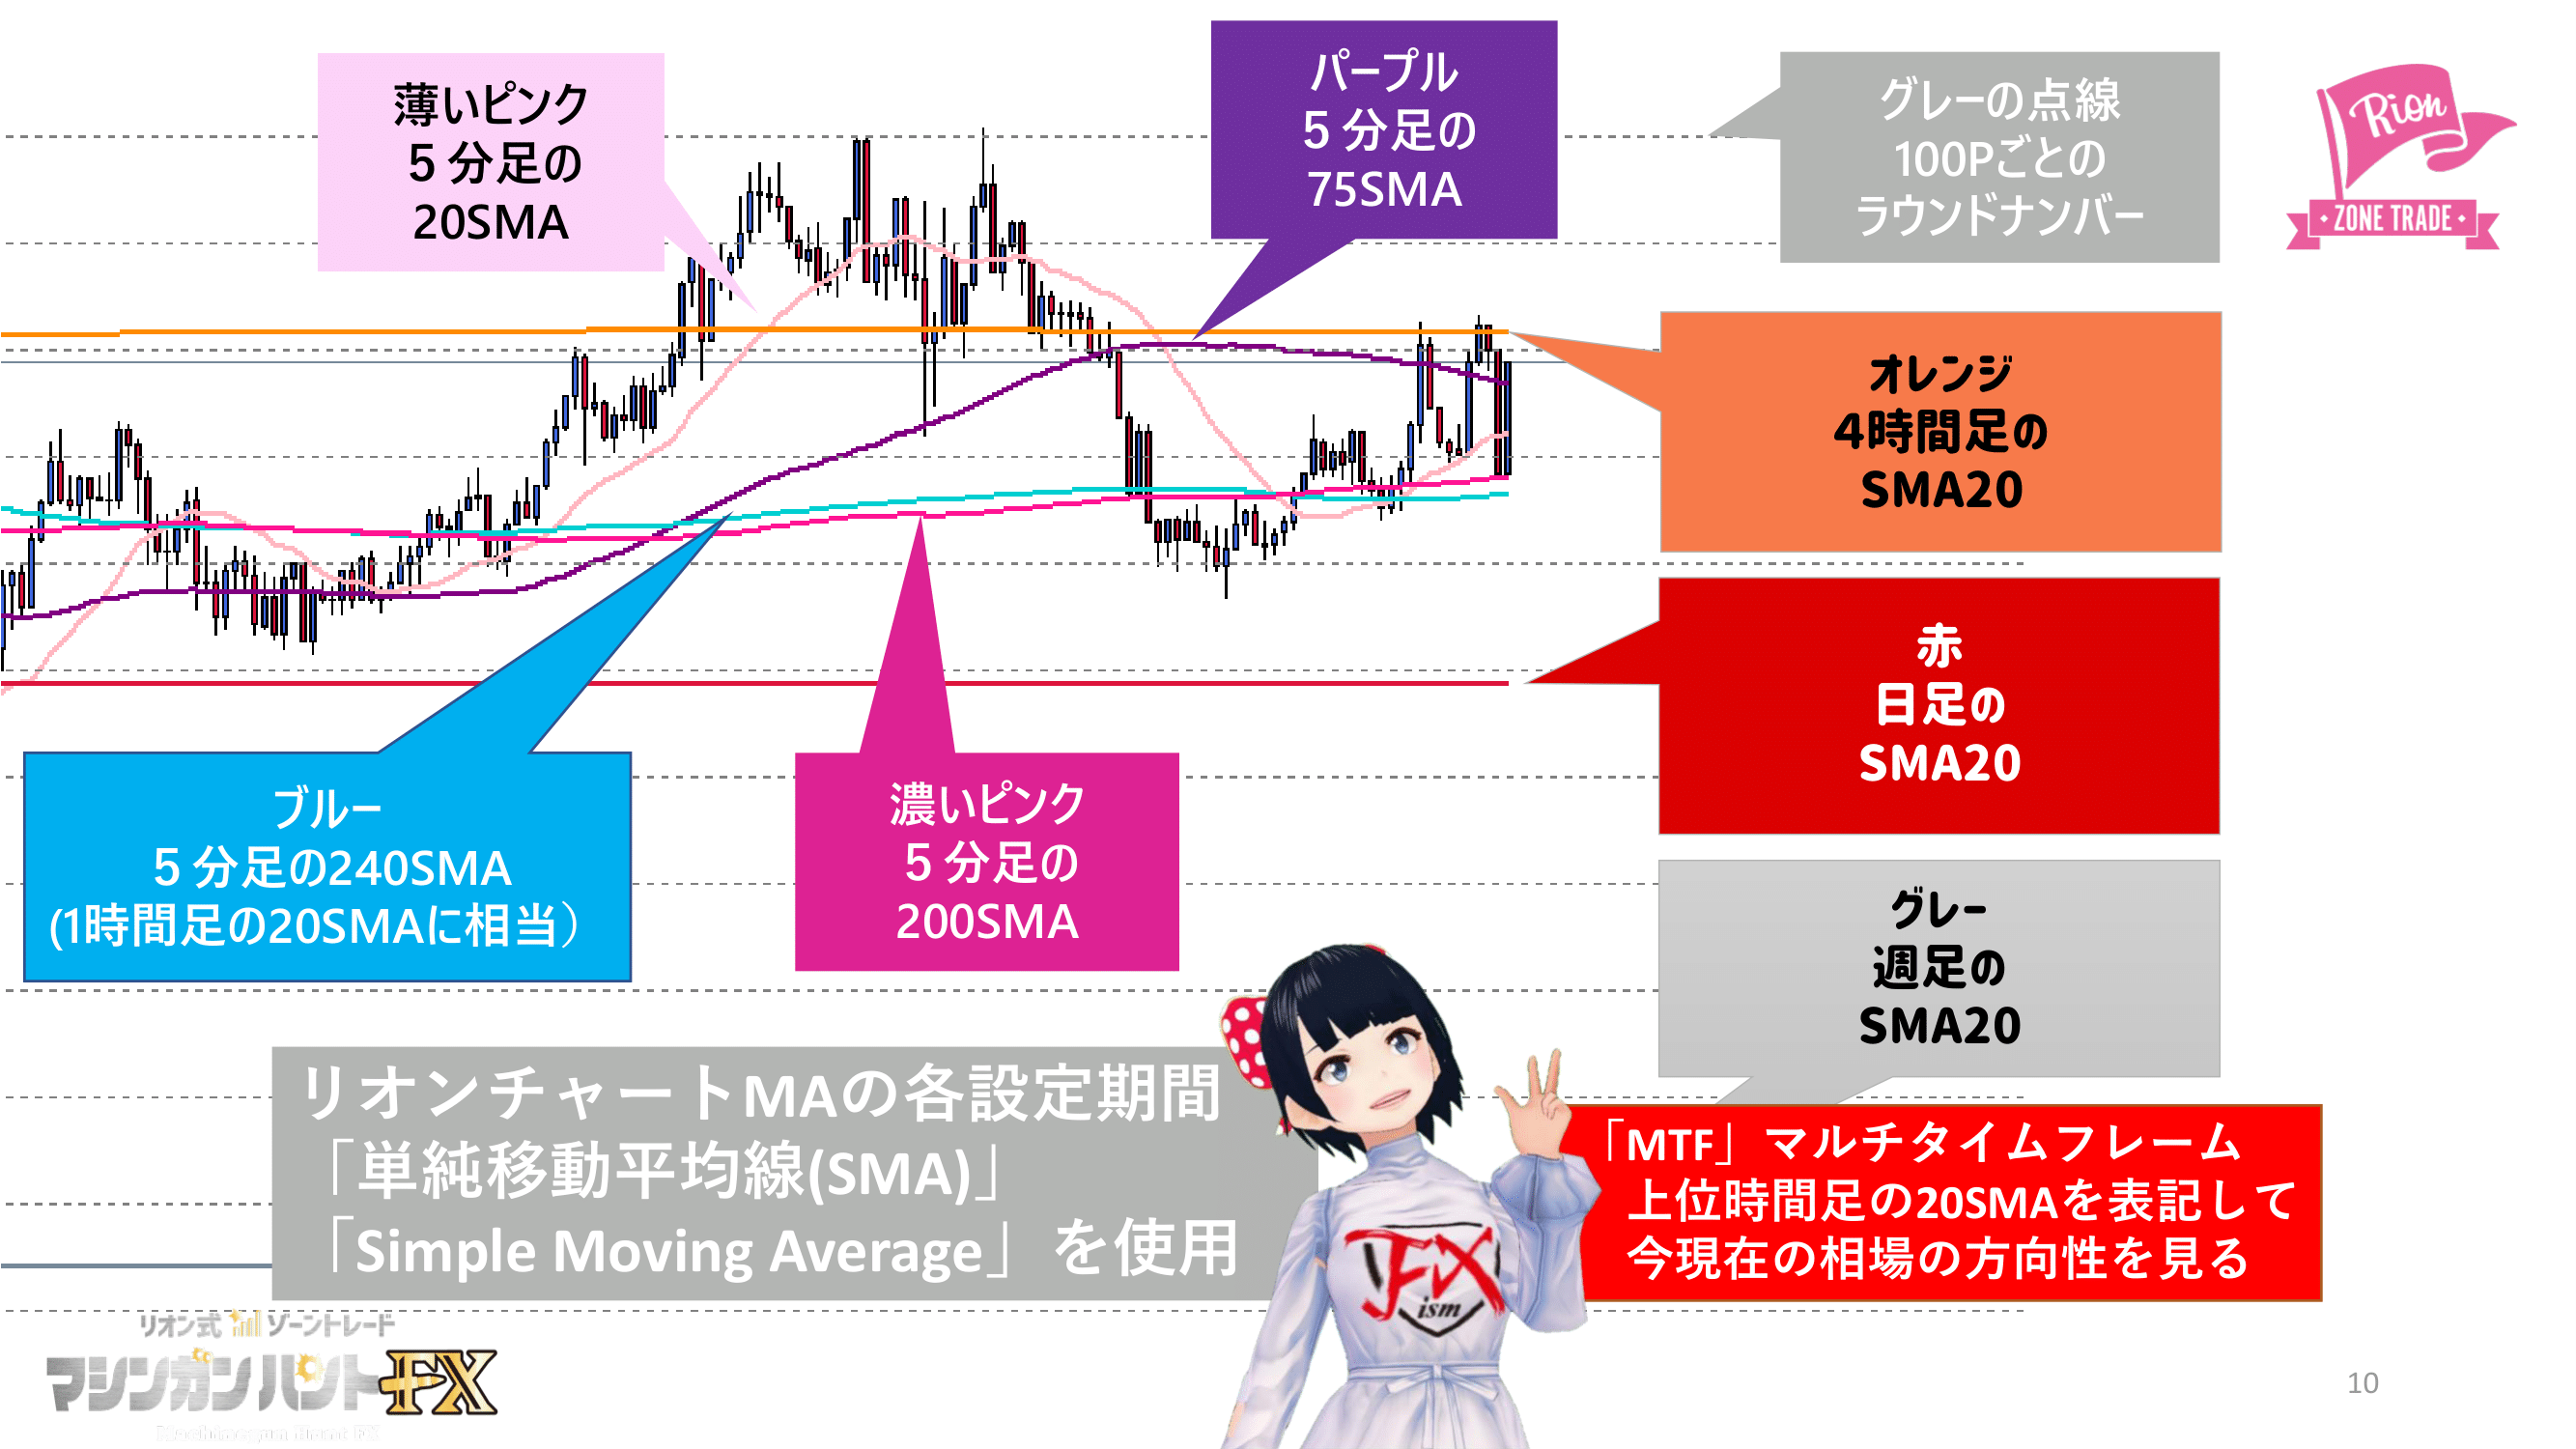 薄いピンク
５分足の
20SMA
パープル
５分足の
75SMA
グレーの点線
100Pごとの
ラウンドナンバー
Rion
ZONE TRADE
オレンジ
4時間足の
SMA20
赤
日足の
SMA20
ブルー
５分足の240SMA
(1時間足の20SMAに相当）
濃いピンク
５分足の
200SMA
グレー
週足の
SMA20
リオンチャートMAの各設定期間
「単純移動平均線(SMA)」
「Simple Moving Average」を使用
「MTF」マルチタイムフレーム
上位時間足の20SMAを表記して
今現在の相場の方向性を見る
FX
ism
リオン式 ゾーントレード
マシンガンハントFX
Machinegun Hunt FX
10